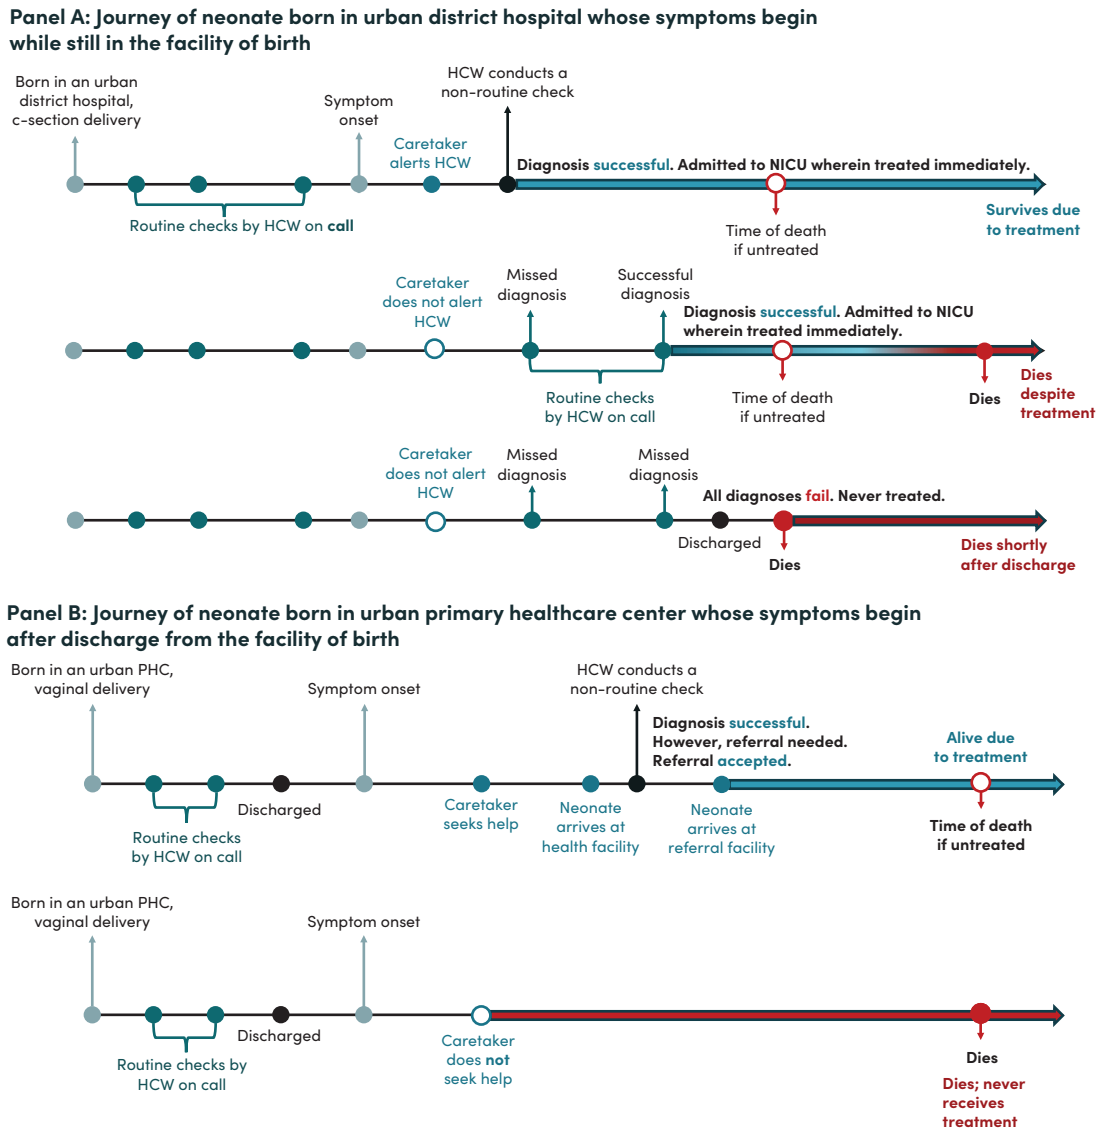 Panel A: Journey of neonate born in urban district hospital whose symptoms begin
while still in the facility of birth
Born in an urban
district hospital,
c-section delivery
Symptom
onset
Caretaker
alerts HCW
HCW conducts a
non-routine check
Diagnosis successful. Admitted to NICU wherein treated immediately.
Routine checks by HCW on call
Time of death
if untreated
Survives due
to treatment
Caretaker
does not alert
HCW
Missed
diagnosis
Successful
diagnosis
Diagnosis successful. Admitted to NICU
wherein treated immediately.
Routine checks
by HCW on call
Time of death
if untreated
Dies
Dies
despite
treatment
Caretaker
does not alert
HCW
Missed
diagnosis
Missed
diagnosis
All diagnoses fail. Never treated.
Discharged
Dies
Dies shortly
after discharge
Panel B: Journey of neonate born in urban primary healthcare center whose symptoms begin
after discharge from the facility of birth
Born in an urban PHC,
vaginal delivery
Symptom onset
HCW conducts a
non-routine check
Diagnosis successful.
However, referral needed.
Referral accepted.
Alive due
to treatment
Routine checks
by HCW on call
Discharged
Caretaker
seeks help
Neonate
arrives at
health facility
Neonate
arrives at
referral facility
Time of death
if untreated
Born in an urban PHC,
vaginal delivery
Symptom onset
Routine checks by
HCW on call
Discharged
Caretaker
does not
seek help
Dies
Dies; never
receives
treatment